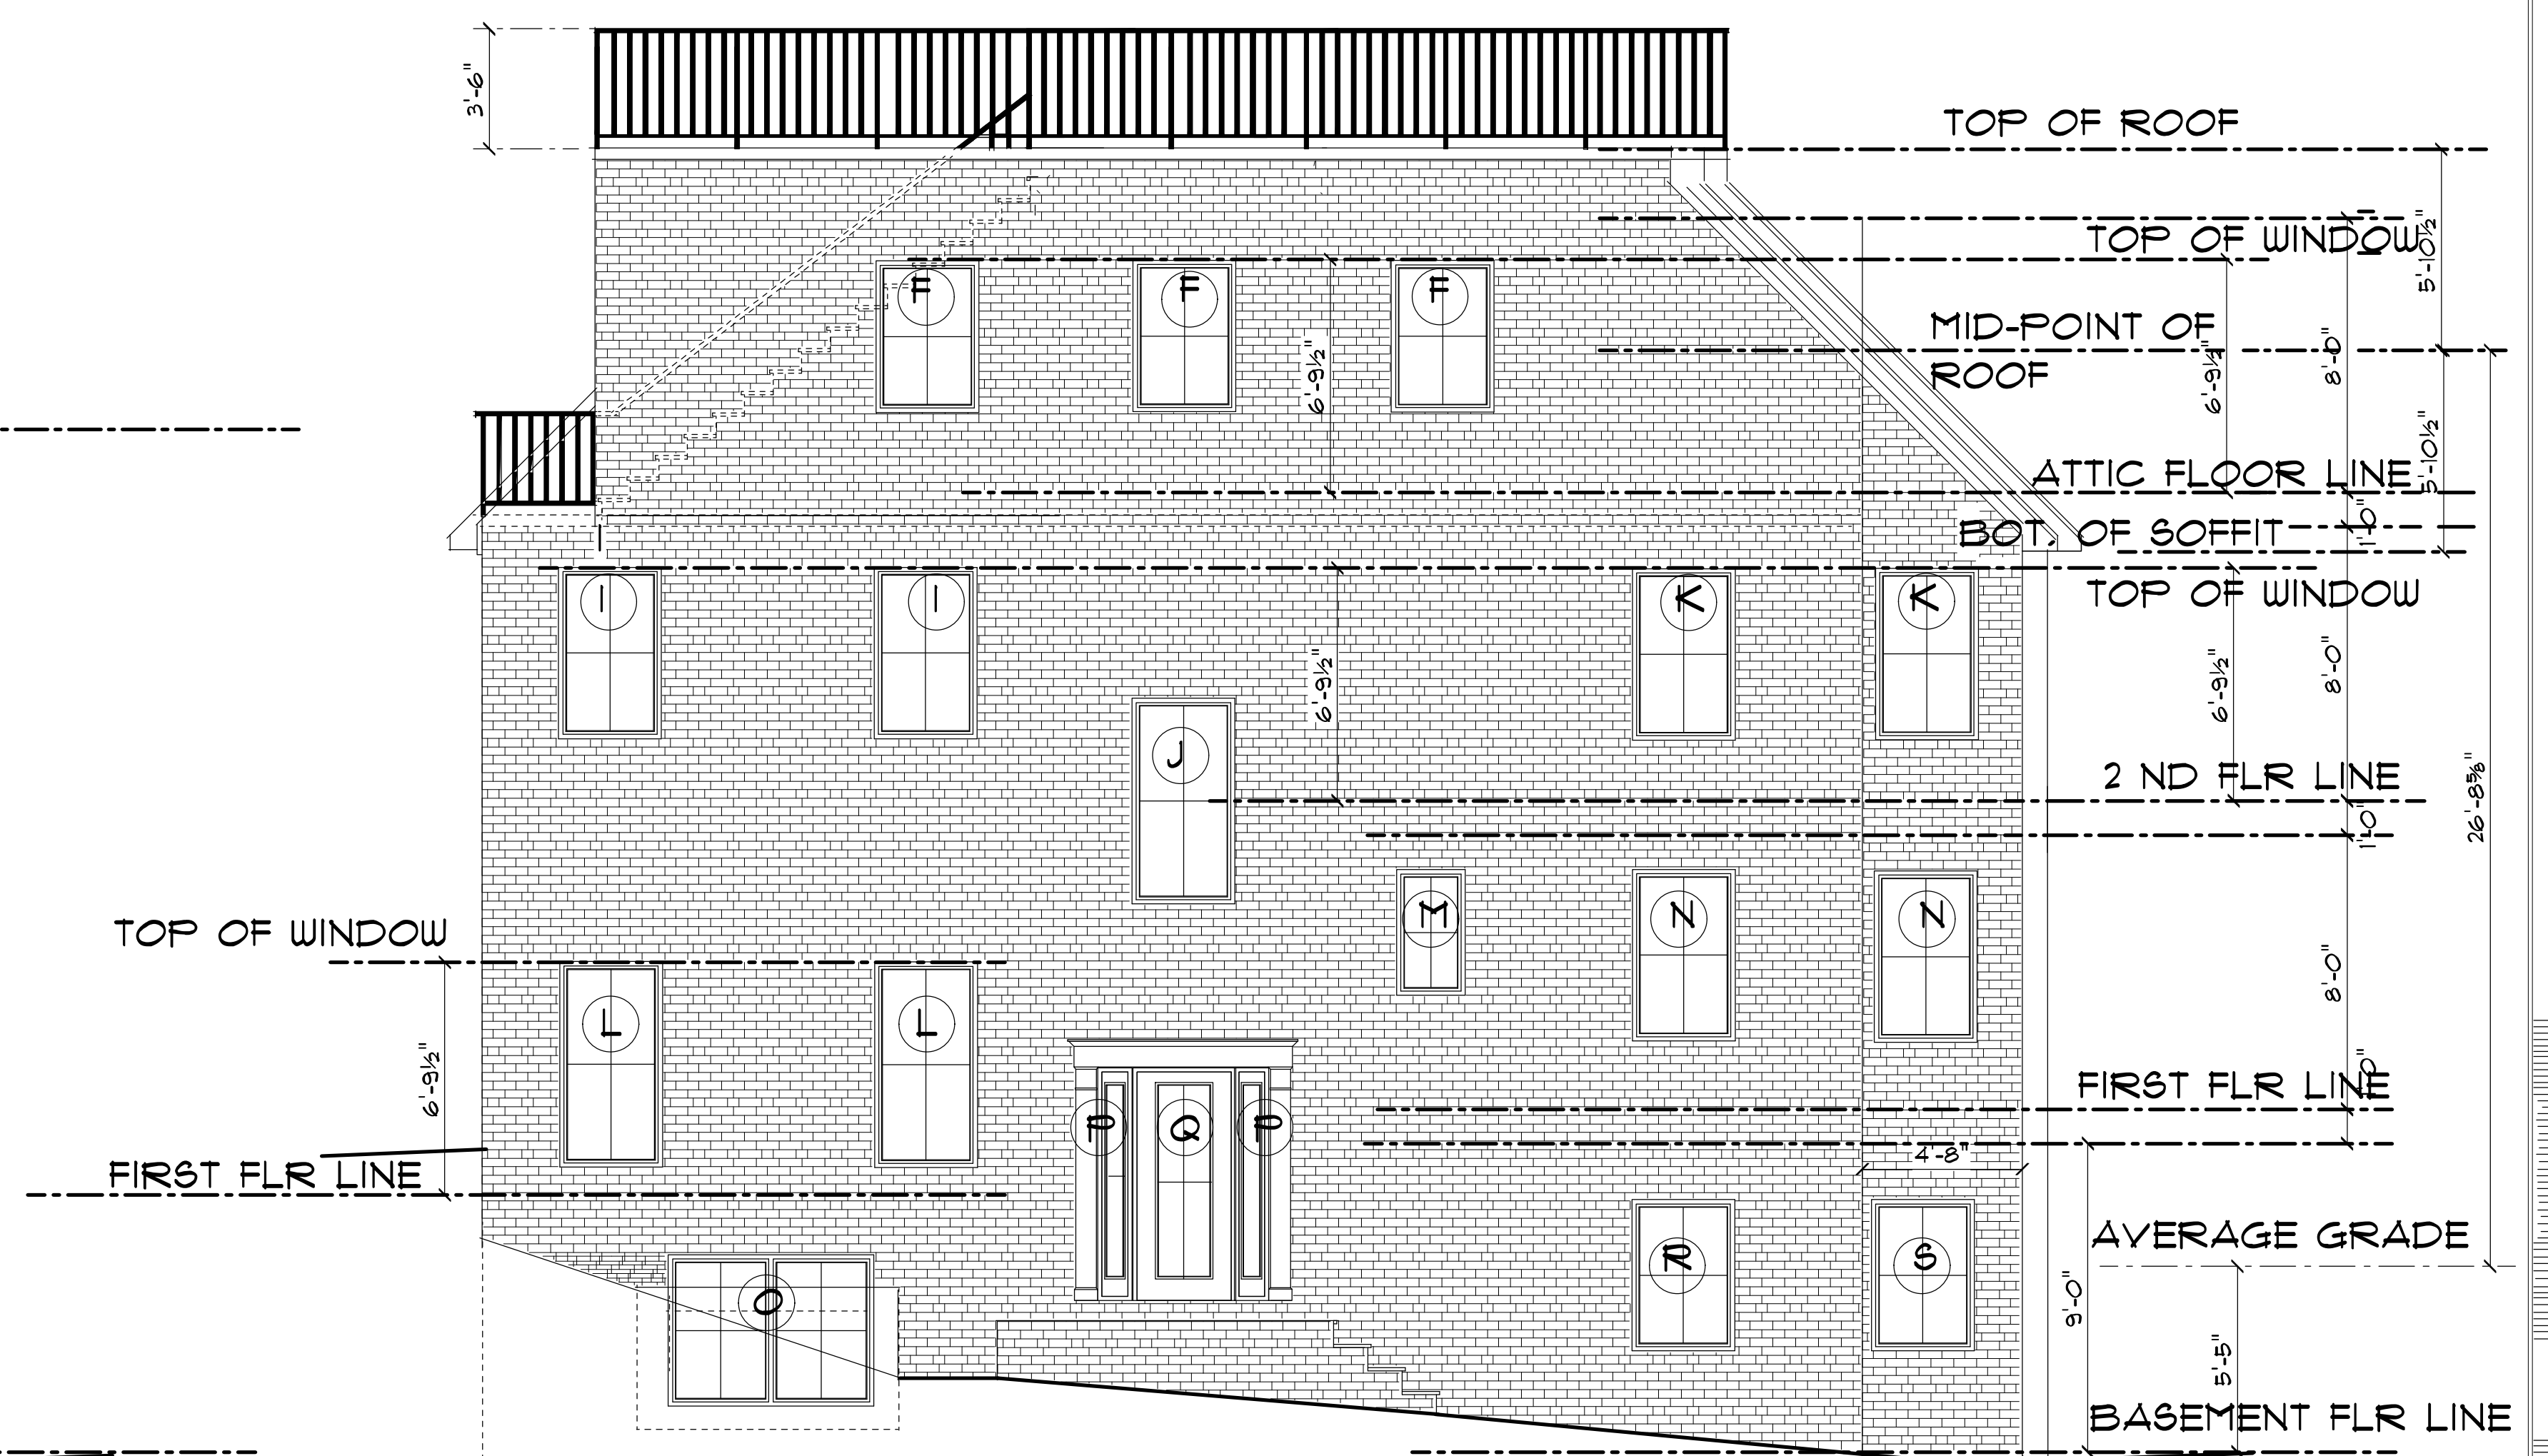 3'-6"
TOP OF ROOF
TOP OF WINDOW
5'-10½"
F
F
F
6'-9½"
MID-POINT OF
ROOF
6'-9½"
8'-0"
ATTIC FLOOR LINE
5'-10½"
1'-0"
BOT. OF SOFFIT
I
I
K
K
TOP OF WINDOW
6'-9½"
6'-9½"
8'-0"
J
2 ND FLR LINE
26'-8⅝"
1'-0"
TOP OF WINDOW
M
N
N
8'-0"
L
L
6'-9½"
FIRST FLR LINE
P
Q
P
4'-8"
FIRST FLR LINE
AVERAGE GRADE
R
S
O
9'-0"
5'-5"
BASEMENT FLR LINE